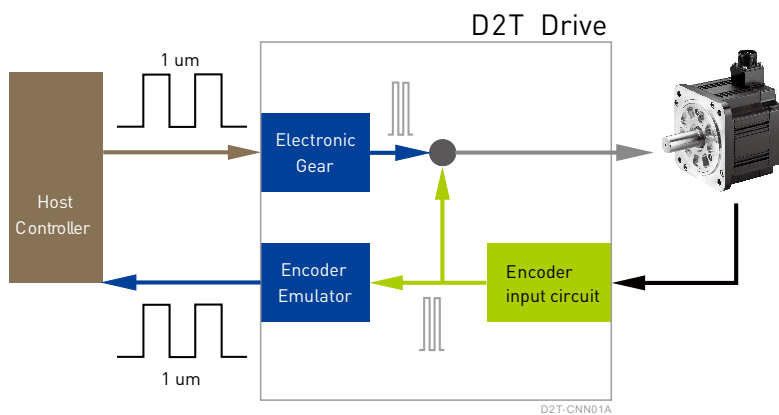 D2T Drive
1 um
Electronic
Gear
Host
Controller
Encoder
Emulator
Encoder
input circuit
1 um
D2T-CNN01A